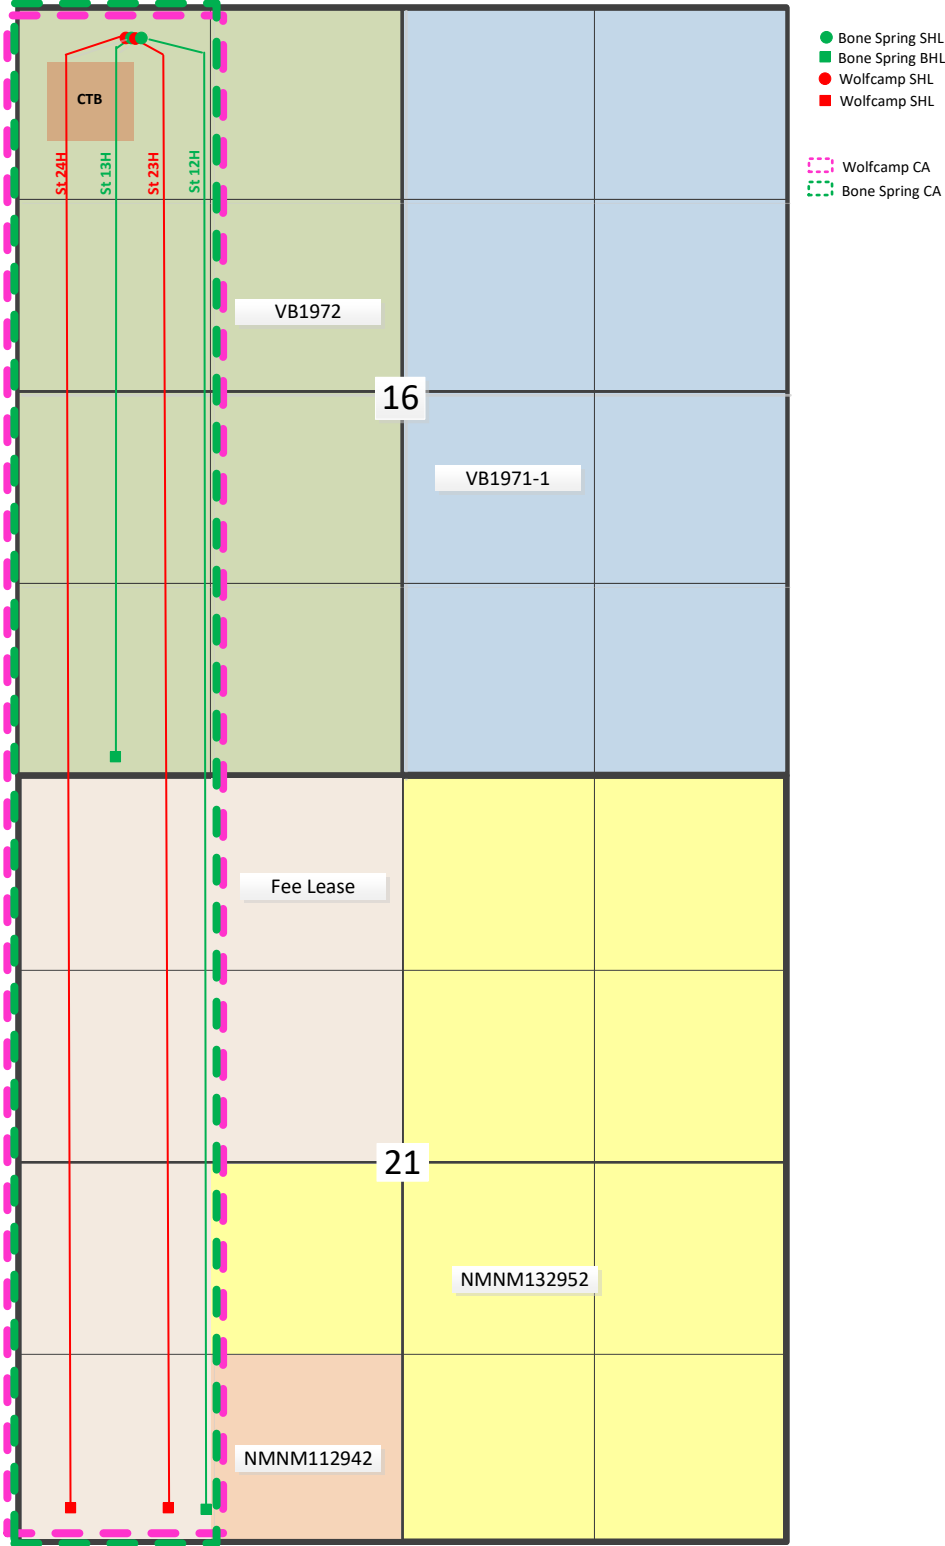 Bone Spring SHL
Bone Spring BHL
Wolfcamp SHL
Wolfcamp SHL
Wolfcamp CA
Bone Spring CA
CTB
St 24H
St 13H
St 23H
St 12H
VB1972
16
VB1971-1
Fee Lease
21
NMNM132952
NMNM112942